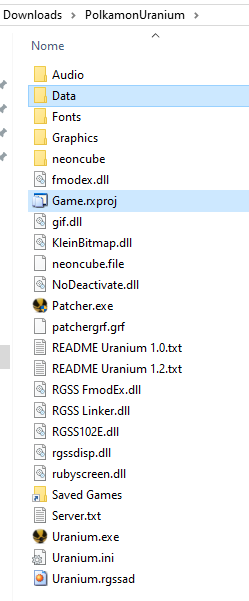 Downloads > PolkamonUranium >
Nome
Audio
Data
Fonts
Graphics
neoncube
fmodex.dll
Game.rxproj
gif.dll
KleinBitmap.dll
neoncube.file
NoDeactivate.dll
Patcher.exe
patchergrf.grf
README Uranium 1.0.txt
README Uranium 1.2.txt
RGSS FmodEx.dll
RGSS Linker.dll
RGSS102E.dll
rgssdisp.dll
rubyscreen.dll
Saved Games
Server.txt
Uranium.exe
Uranium.ini
Uranium.rgssad